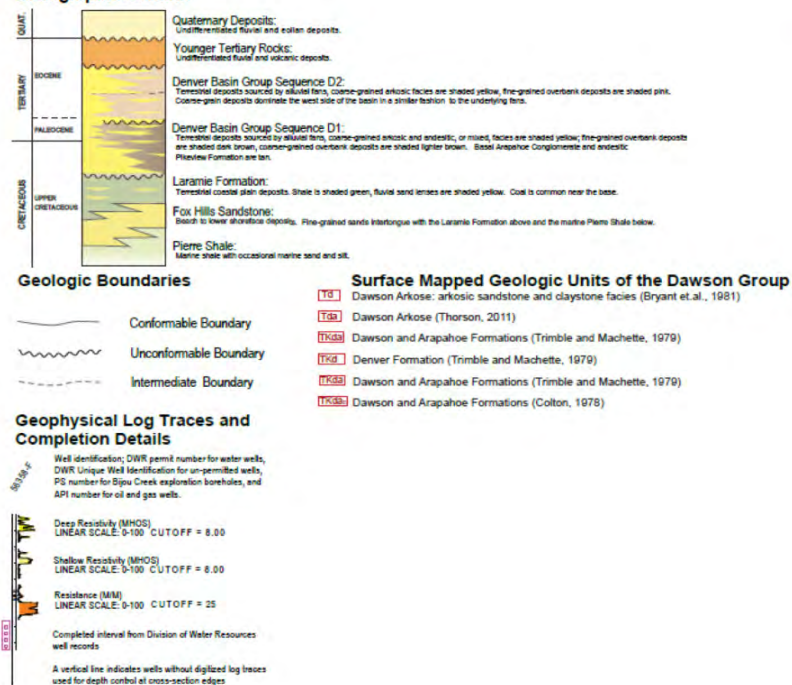 QUAT.
TERTIARY
CRETACEOUS
EOCENE
PALEOCENE
UPPER
CRETACEOUS
Quaternary Deposits:
Undifferentiated fluvial and eolian deposits.
Younger Tertiary Rocks:
Undifferentiated fluvial and volcanic deposits.
Denver Basin Group Sequence D2:
Terrestrial deposits sourced by alluvial fans, coarse-grained arkosic facies are shaded yellow, fine-grained overbank deposits are shaded pink.
Coarse-grain deposits dominate the west side of the basin in a similar fashion to the underlying fans.
Denver Basin Group Sequence D1:
Terrestrial deposits sourced by alluvial fans, coarse-grained arkosic and andesitic, or mixed, facies are shaded yellow; fine-grained overbank deposits
are shaded dark brown, coarser-grained overbank deposits are shaded lighter brown. Basal Arapahoe Conglomerate and andesitic
Pikeview Formation are tan.
Laramie Formation:
Terrestrial coastal plain deposits. Shale is shaded green, fluvial sand lenses are shaded yellow. Coal is common near the base.
Fox Hills Sandstone:
Beach to lower shoreface deposits. Fine-grained sands intertongue with the Laramie Formation above and the marine Pierre Shale below.
Pierre Shale:
Marine shale with occasional marine sand and silt.
Geologic Boundaries
Conformable Boundary
Unconformable Boundary
Intermediate Boundary
Surface Mapped Geologic Units of the Dawson Group
Td Dawson Arkose: arkosic sandstone and claystone facies (Bryant et.al., 1981)
Tda Dawson Arkose (Thorson, 2011)
TKda Dawson and Arapahoe Formations (Trimble and Machette, 1979)
TKd Denver Formation (Trimble and Machette, 1979)
TKda Dawson and Arapahoe Formations (Trimble and Machette, 1979)
TKda Dawson and Arapahoe Formations (Colton, 1978)
Geophysical Log Traces and
Completion Details
56358-F
Well identification; DWR permit number for water wells,
DWR Unique Well Identification for un-permitted wells,
PS number for Bijou Creek exploration boreholes, and
API number for oil and gas wells.
Deep Resistivity (MHOS)
LINEAR SCALE: 0-100 CUTOFF = 8.00
Shallow Resistivity (MHOS)
LINEAR SCALE: 0-100 CUTOFF = 8.00
Resistance (M/M)
LINEAR SCALE: 0-100 CUTOFF = 25
Completed interval from Division of Water Resources
well records
A vertical line indicates wells without digitized log traces
used for depth control at cross-section edges